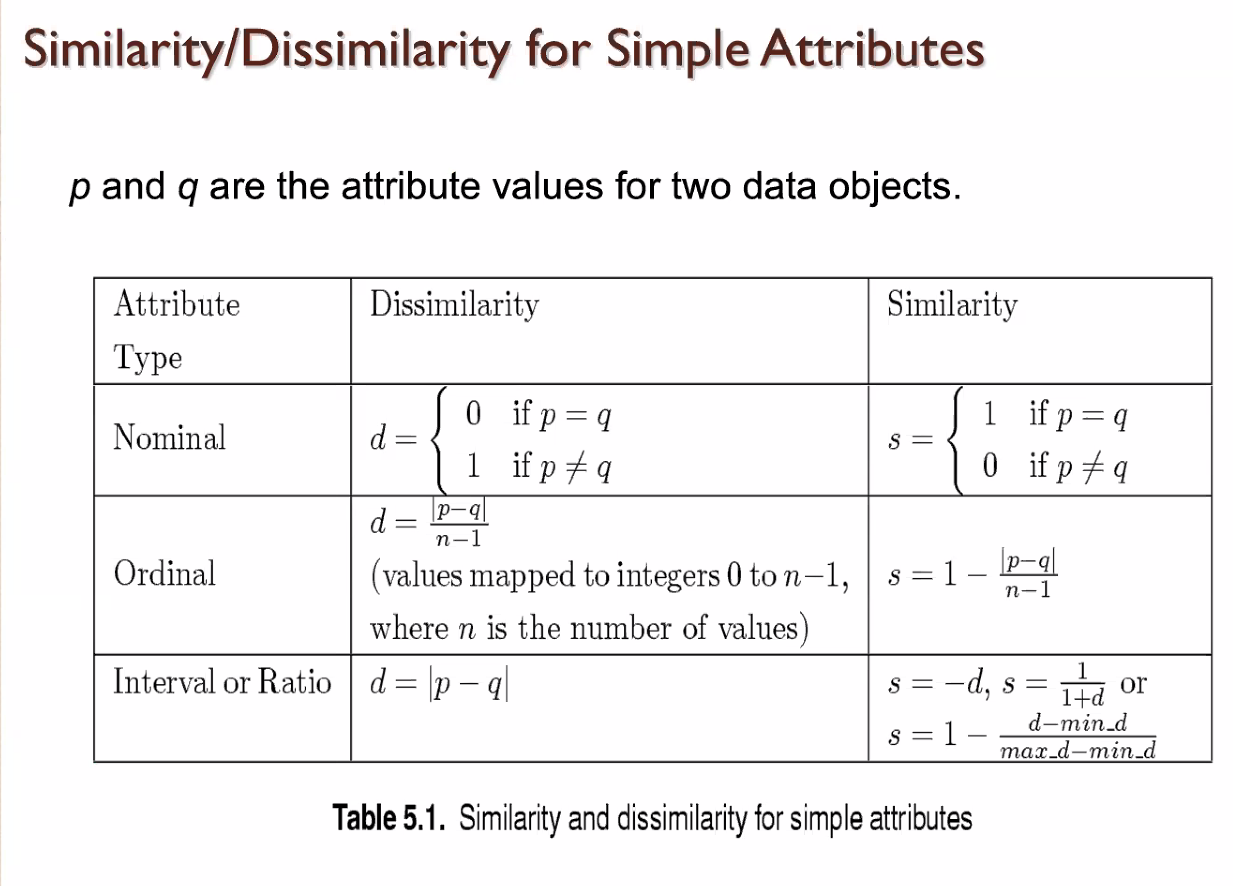 Similarity/Dissimilarity for Simple Attributes
p and q are the attribute values for two data objects.
Attribute Type
Dissimilarity
Similarity
Nominal
d = { 0 if p = q
1 if p ≠ q
s = { 1 if p = q
0 if p ≠ q
Ordinal
d = |p−q| / n−1
(values mapped to integers 0 to n−1,
where n is the number of values)
s = 1 − |p−q| / n−1
Interval or Ratio
d = |p − q|
s = −d, s = 1 / 1+d or
s = 1 − d−min_d / max_d−min_d
Table 5.1. Similarity and dissimilarity for simple attributes